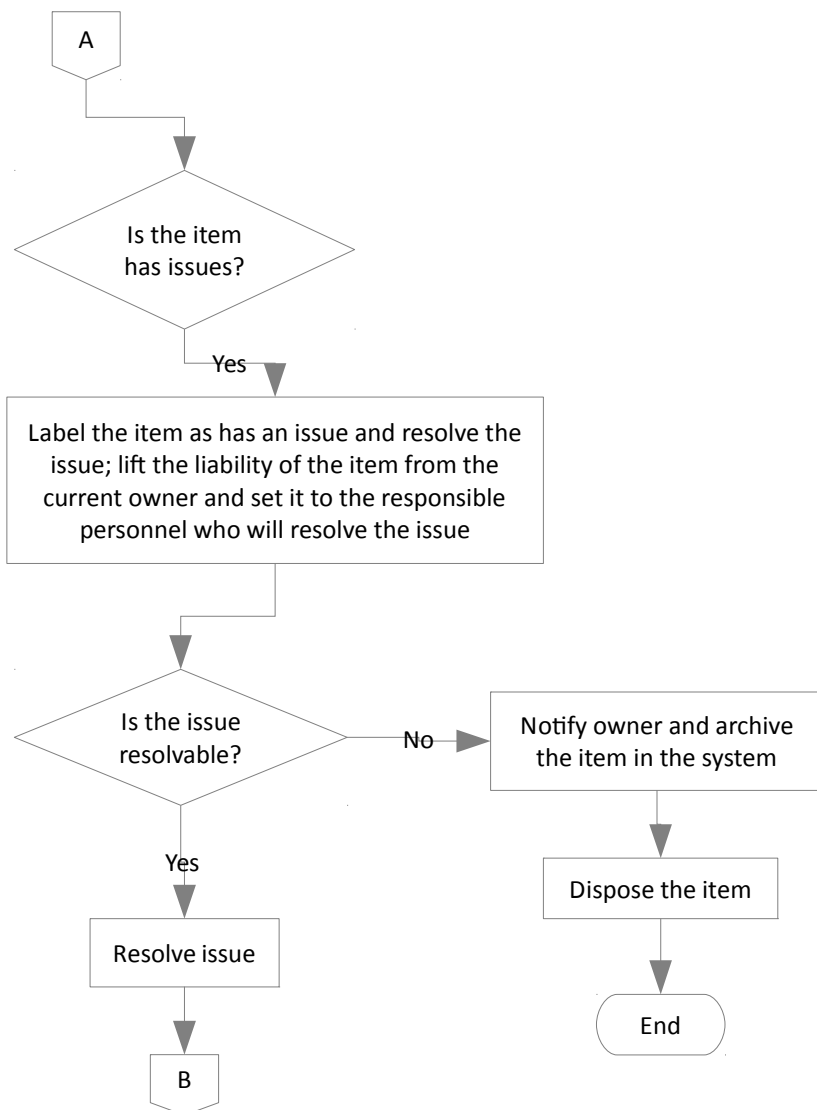 A
Is the item
has issues?
Yes
Label the item as has an issue and resolve the
issue; lift the liability of the item from the
current owner and set it to the responsible
personnel who will resolve the issue
Is the issue
resolvable?
No
Notify owner and archive
the item in the system
Yes
Dispose the item
Resolve issue
End
B